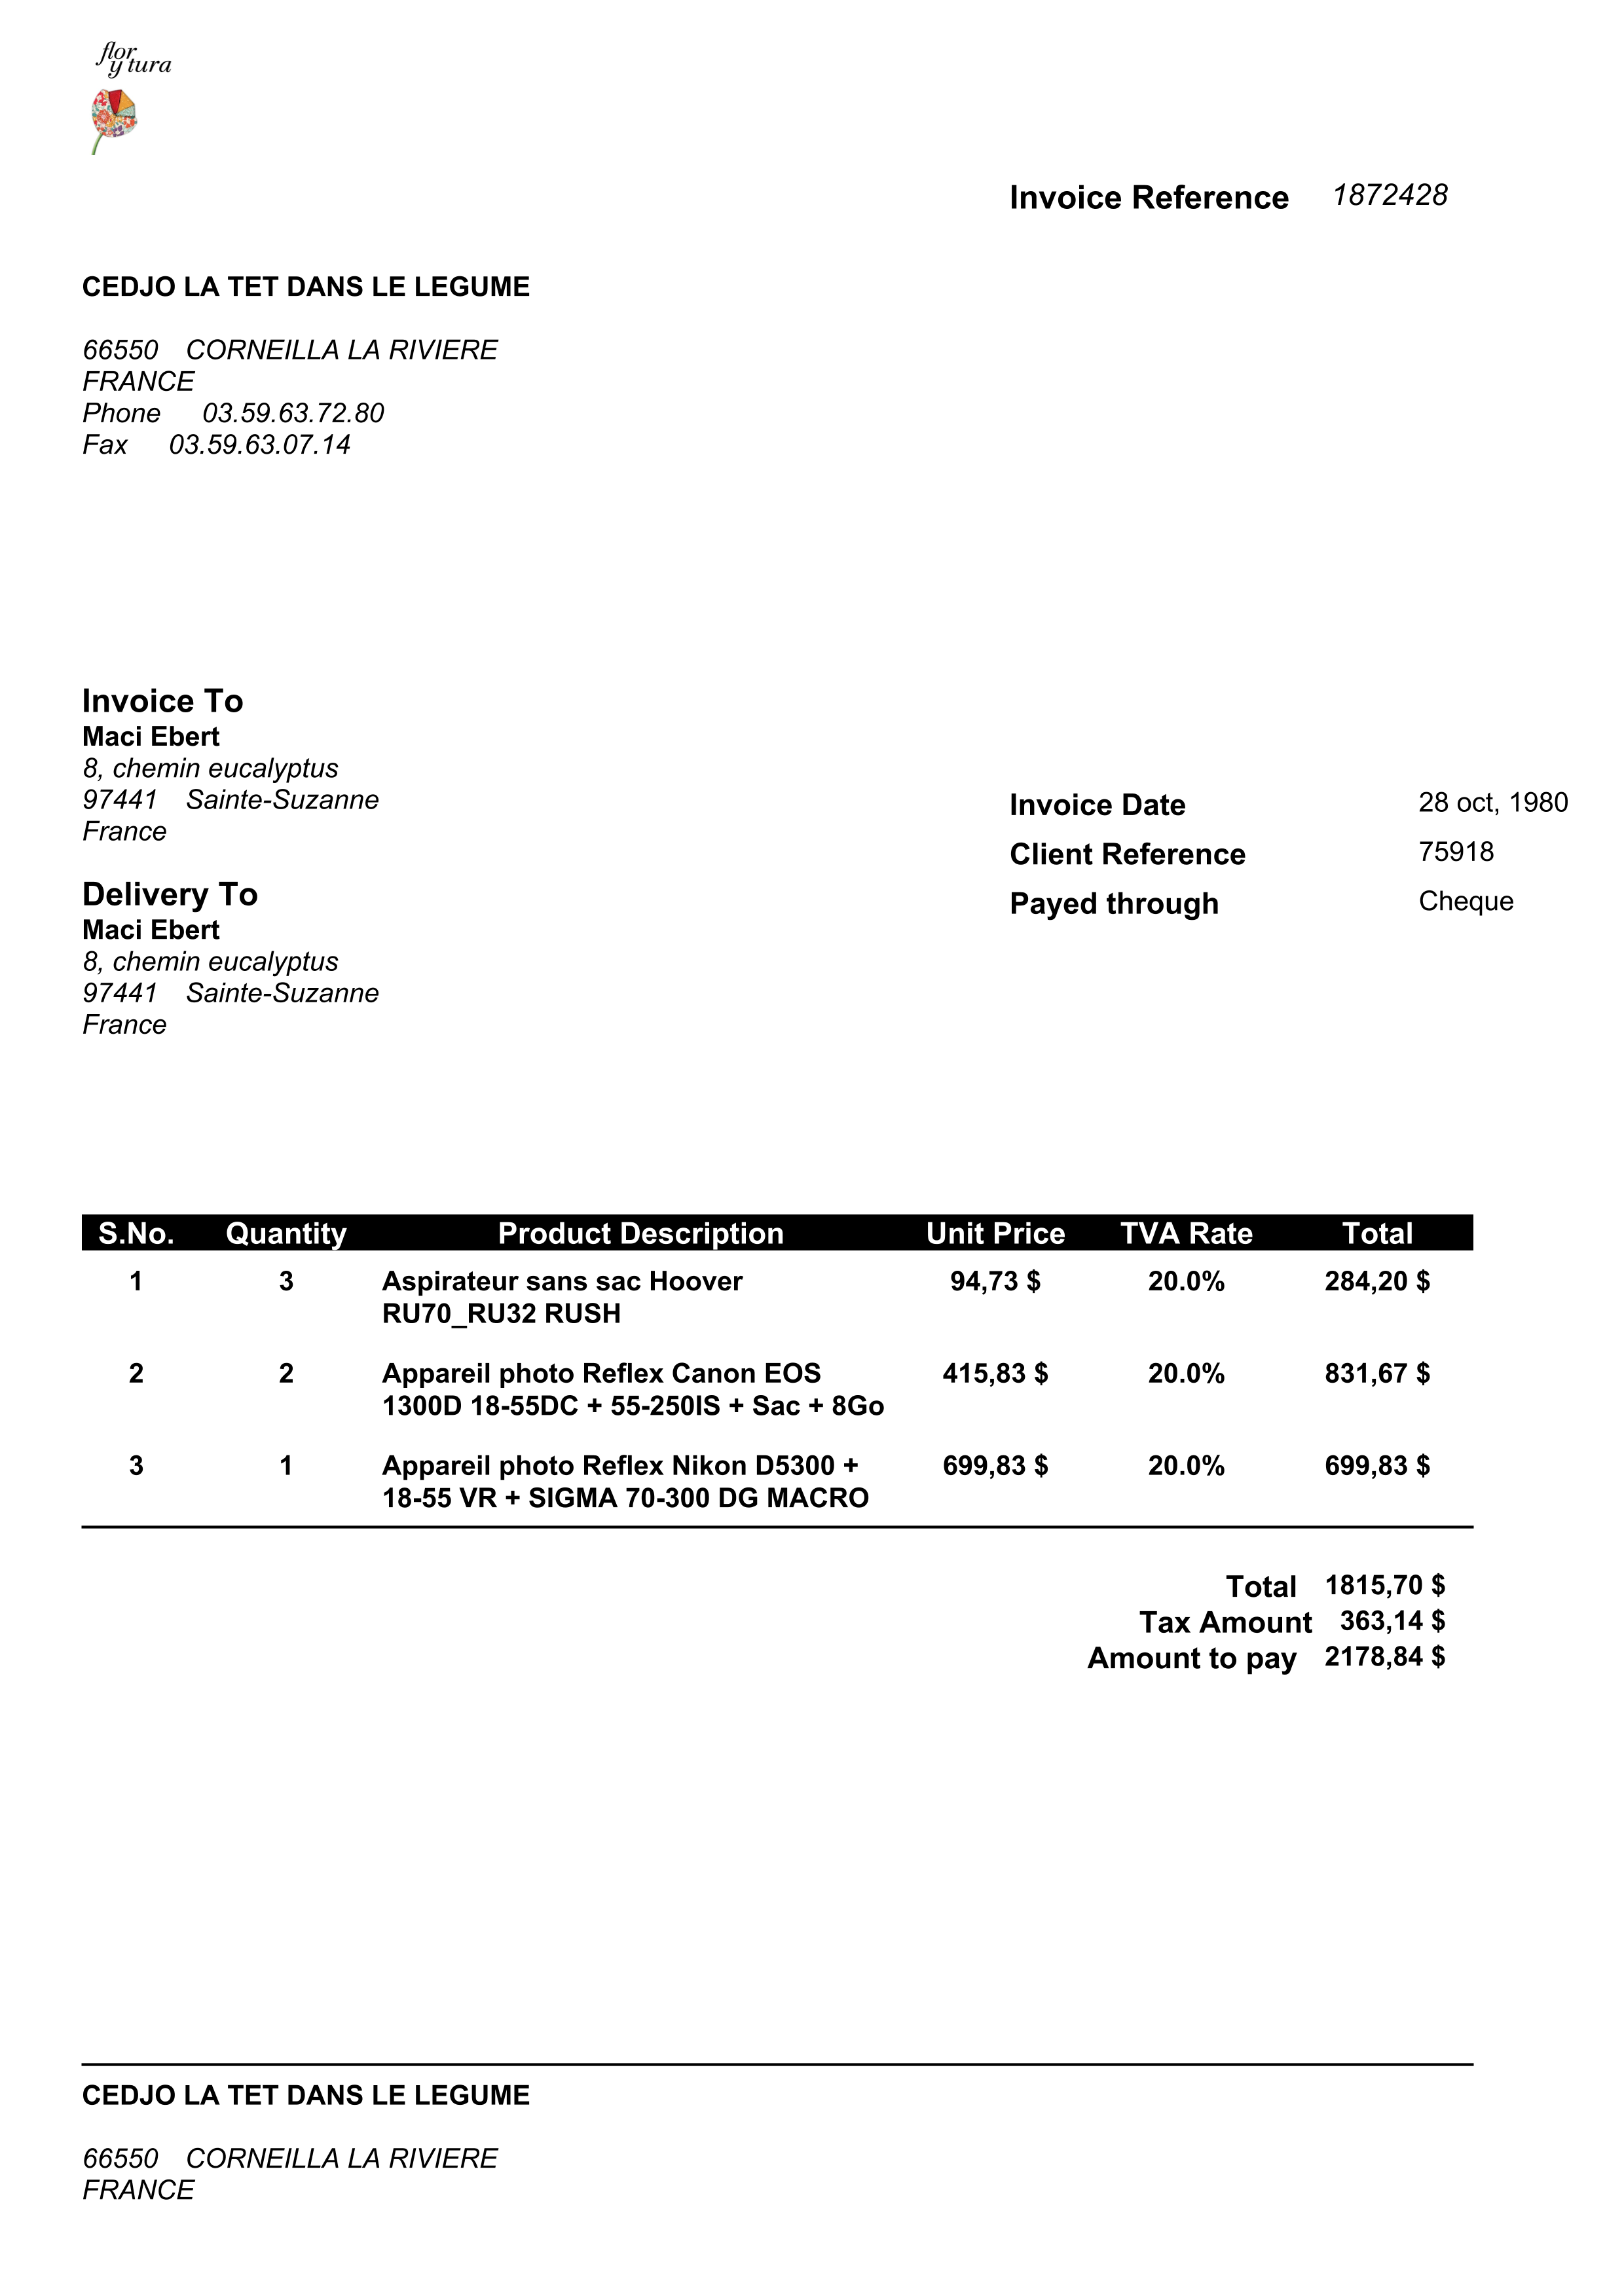 flor
y tura
Invoice Reference 1872428
CEDJO LA TET DANS LE LEGUME
66550 CORNEILLA LA RIVIERE
FRANCE
Phone 03.59.63.72.80
Fax 03.59.63.07.14
Invoice To
Maci Ebert
8, chemin eucalyptus
97441 Sainte-Suzanne
France
Invoice Date 28 oct, 1980
Client Reference 75918
Payed through Cheque
Delivery To
Maci Ebert
8, chemin eucalyptus
97441 Sainte-Suzanne
France
S.No. Quantity Product Description Unit Price TVA Rate Total
1 3 Aspirateur sans sac Hoover 94,73 $ 20.0% 284,20 $
RU70_RU32 RUSH
2 2 Appareil photo Reflex Canon EOS 415,83 $ 20.0% 831,67 $
1300D 18-55DC + 55-250IS + Sac + 8Go
3 1 Appareil photo Reflex Nikon D5300 + 699,83 $ 20.0% 699,83 $
18-55 VR + SIGMA 70-300 DG MACRO
Total 1815,70 $
Tax Amount 363,14 $
Amount to pay 2178,84 $
CEDJO LA TET DANS LE LEGUME
66550 CORNEILLA LA RIVIERE
FRANCE